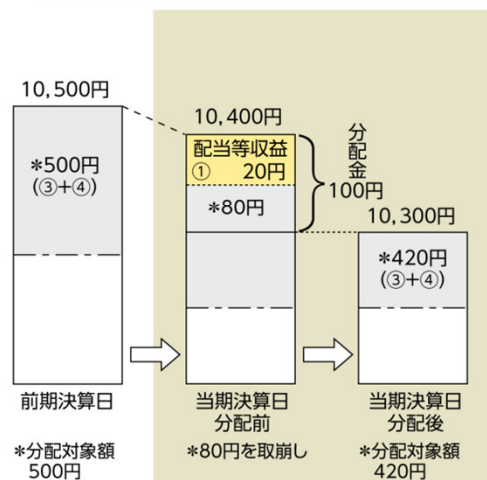 10,500円
*500円
(③+④)
前期決算日
*分配対象額
500円
10,400円
配当等収益
① 20円
*80円
分配金
100円
当期決算日
分配前
*80円を取崩し
10,300円
*420円
(③+④)
当期決算日
分配後
*分配対象額
420円